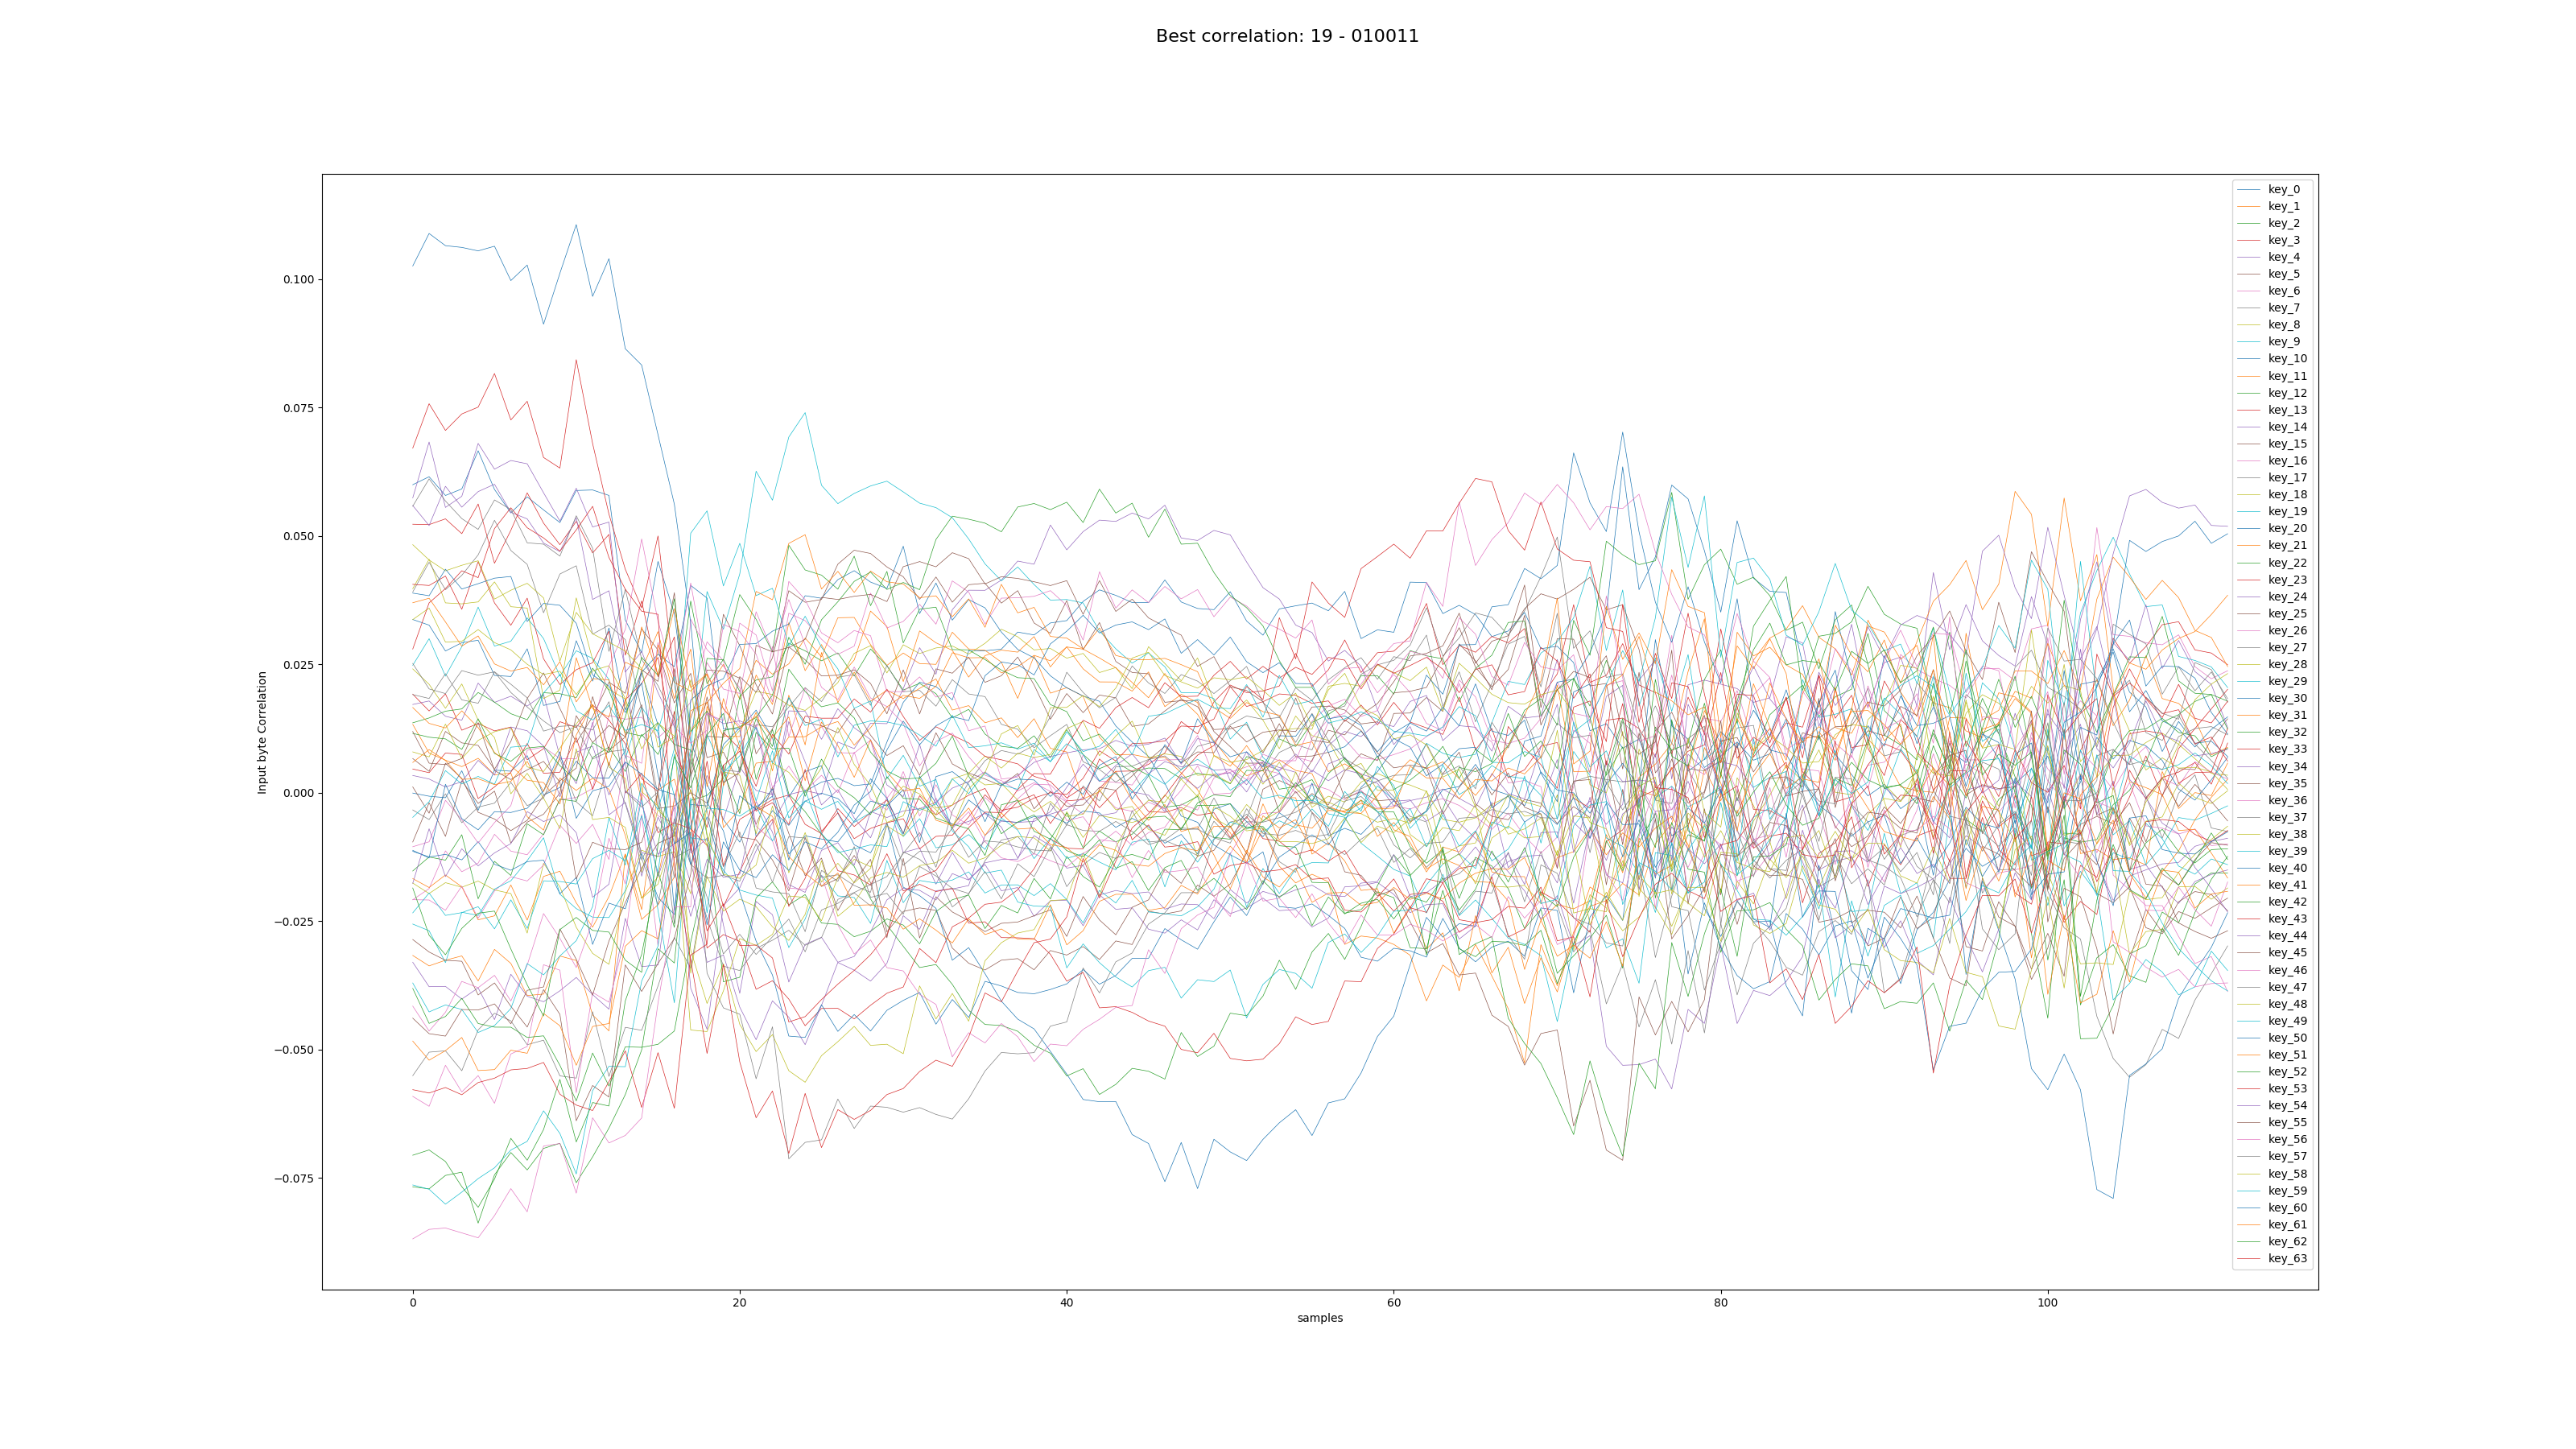 Best correlation: 19 - 010011
Input byte Correlation
0.100
0.075
0.050
0.025
0.000
−0.025
−0.050
−0.075
0
20
40
60
80
100
samples
key_0
key_1
key_2
key_3
key_4
key_5
key_6
key_7
key_8
key_9
key_10
key_11
key_12
key_13
key_14
key_15
key_16
key_17
key_18
key_19
key_20
key_21
key_22
key_23
key_24
key_25
key_26
key_27
key_28
key_29
key_30
key_31
key_32
key_33
key_34
key_35
key_36
key_37
key_38
key_39
key_40
key_41
key_42
key_43
key_44
key_45
key_46
key_47
key_48
key_49
key_50
key_51
key_52
key_53
key_54
key_55
key_56
key_57
key_58
key_59
key_60
key_61
key_62
key_63